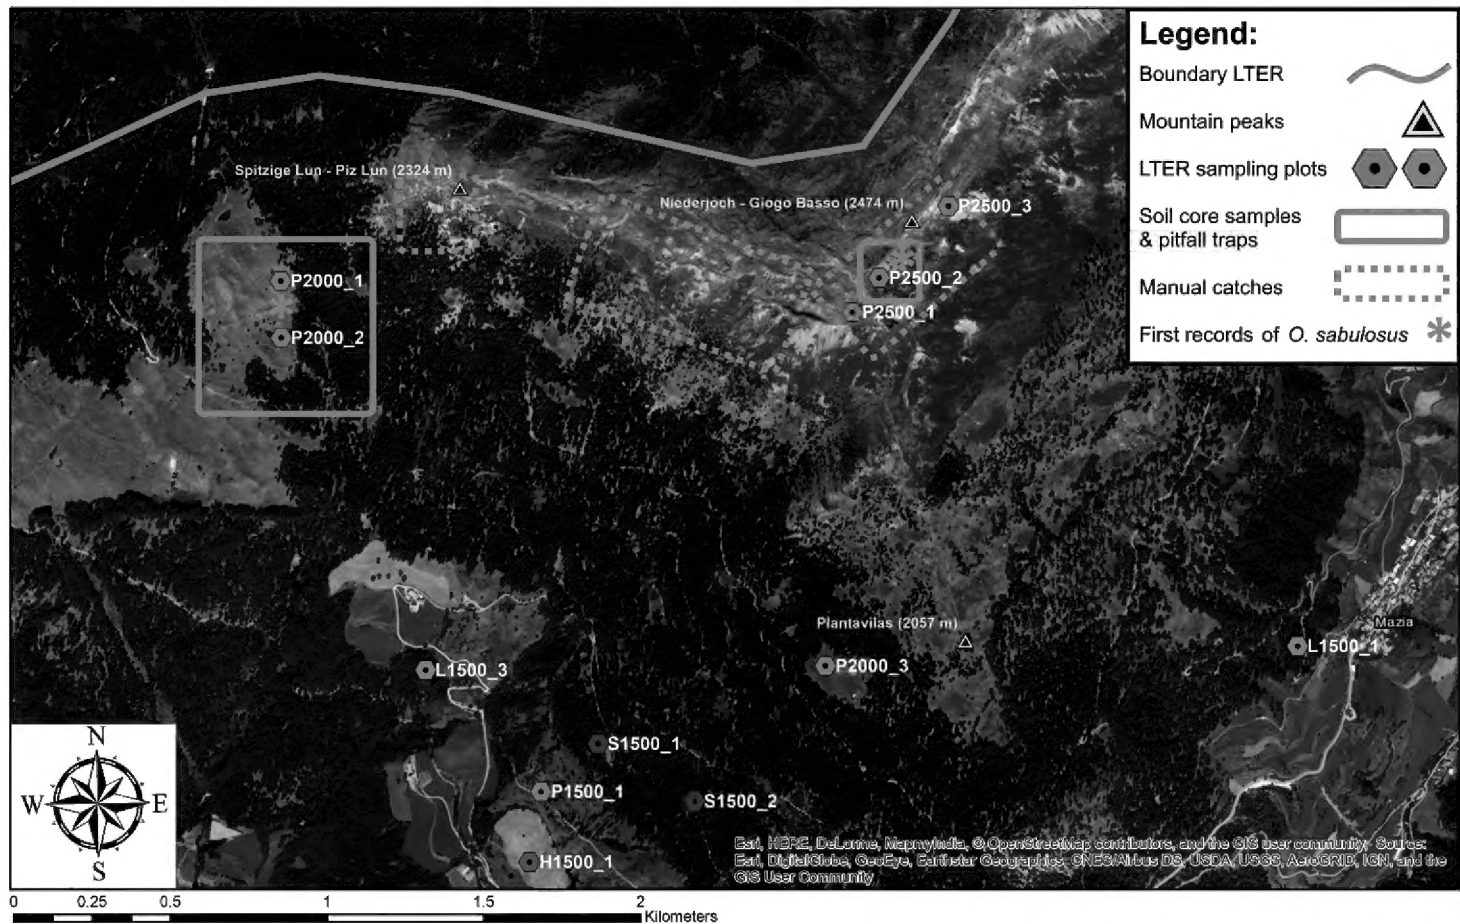 Legend:
Boundary LTER
Mountain peaks
LTER sampling plots
Soil core samples
& pitfall traps
Manual catches
First records of O. sabulosus
Spitzige Lun - Piz Lun (2324 m)
Niederjoch - Giogo Basso (2474 m)
P2500_3
P2000_1
P2500_2
P2500_1
P2000_2
Plantavilas (2057 m)
Mazia
L1500_1
L1500_3
P2000_3
S1500_1
P1500_1
S1500_2
H1500_1
N
W
E
S
Esri, HERE, DeLorme, MapmyIndia, © OpenStreetMap contributors, and the GIS user community, Source:
Esri, DigitalGlobe, GeoEye, Earthstar Geographics, CNES/Airbus DS, USDA, USGS, AeroGRID, IGN, and the
GIS User Community
0 0.25 0.5 1 1.5 2
Kilometers